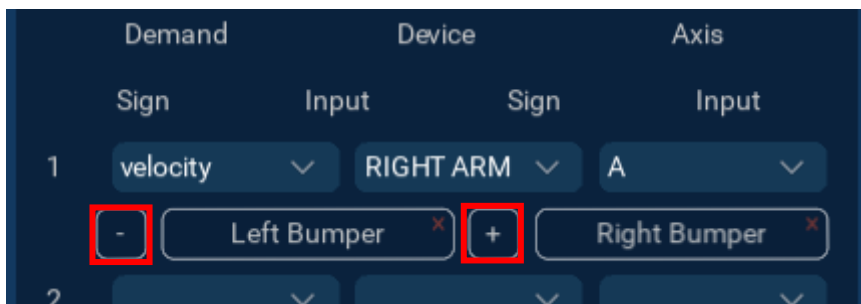 Demand Device Axis
Sign Input Sign Input
1 velocity RIGHT ARM A
- Left Bumper × + Right Bumper ×
2